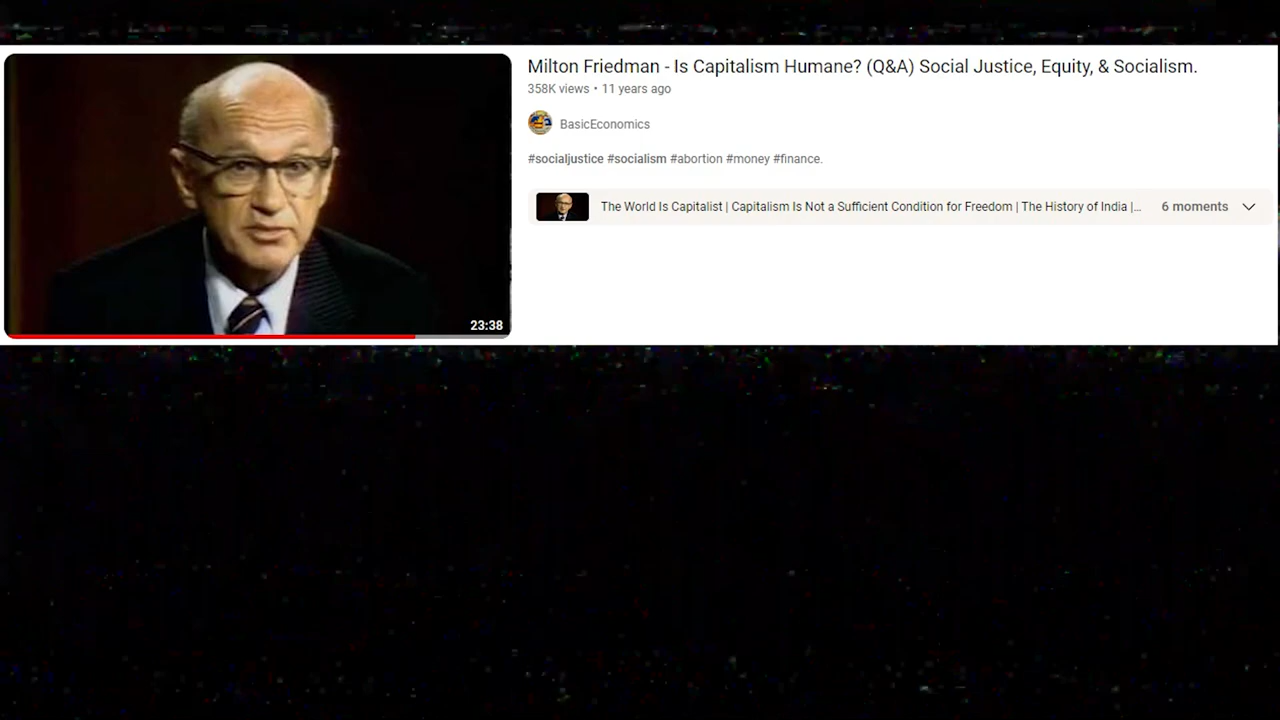 Milton Friedman - Is Capitalism Humane? (Q&A) Social Justice, Equity, & Socialism.
358K views • 11 years ago
BasicEconomics
#socialjustice #socialism #abortion #money #finance.
The World Is Capitalist | Capitalism Is Not a Sufficient Condition for Freedom | The History of India |... 6 moments
23:38